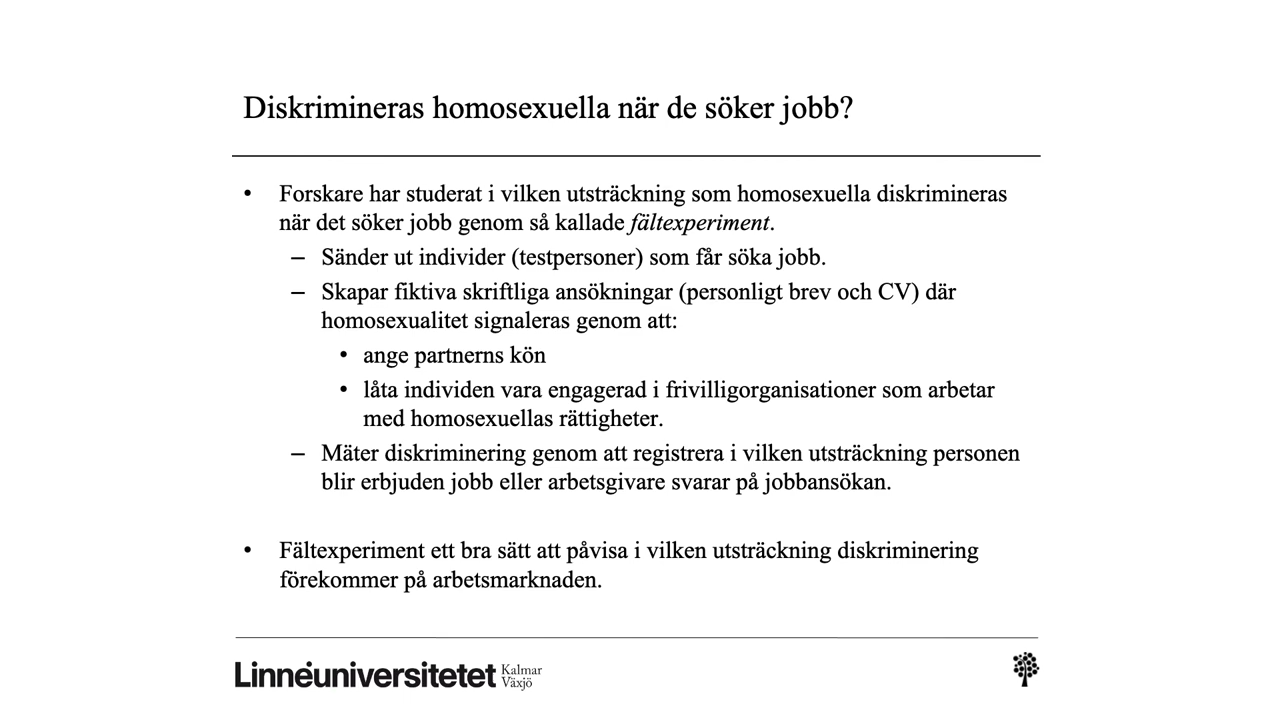 Diskrimineras homosexuella när de söker jobb?
• Forskare har studerat i vilken utsträckning som homosexuella diskrimineras
när det söker jobb genom så kallade fältexperiment.
– Sänder ut individer (testpersoner) som får söka jobb.
– Skapar fiktiva skriftliga ansökningar (personligt brev och CV) där
homosexualitet signaleras genom att:
• ange partnerns kön
• låta individen vara engagerad i frivilligorganisationer som arbetar
med homosexuellas rättigheter.
– Mäter diskriminering genom att registrera i vilken utsträckning personen
blir erbjuden jobb eller arbetsgivare svarar på jobbansökan.
• Fältexperiment ett bra sätt att påvisa i vilken utsträckning diskriminering
förekommer på arbetsmarknaden.
Linnéuniversitetet Kalmar
Växjö